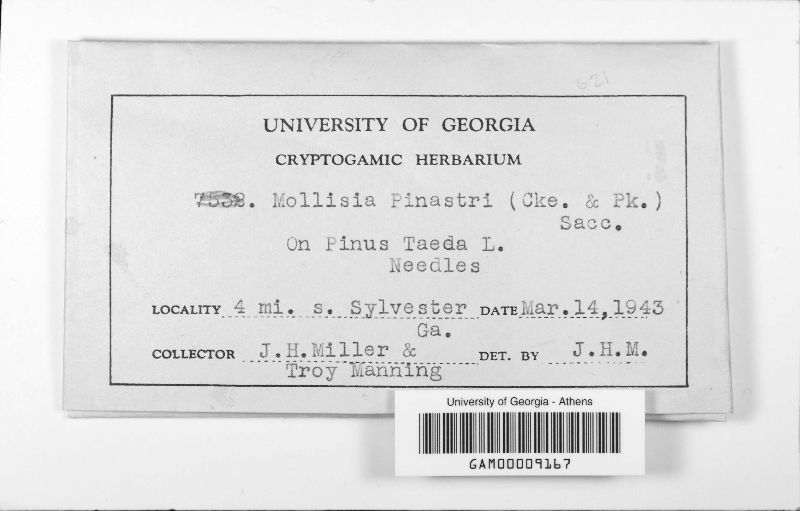 621
UNIVERSITY OF GEORGIA
CRYPTOGAMIC HERBARIUM
7532. Mollisia Pinastri (Cke. & Pk.)
Sacc.
On Pinus Taeda L.
Needles
LOCALITY 4 mi. s. Sylvester DATE Mar.14,1943
Ga.
COLLECTOR J.H.Miller & DET. BY J.H.M.
Troy Manning
University of Georgia - Athens
GAM00009167